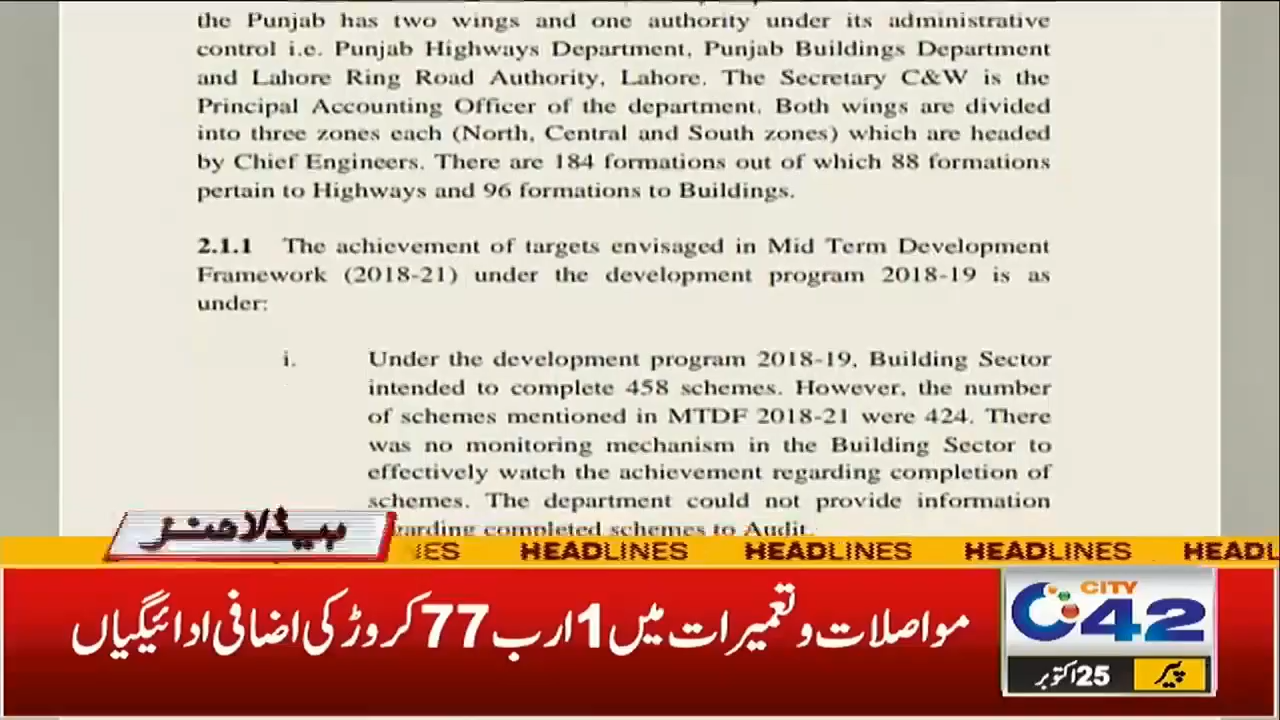 the Punjab has two wings and one authority under its administrative
control i.e. Punjab Highways Department, Punjab Buildings Department
and Lahore Ring Road Authority, Lahore. The Secretary C&W is the
Principal Accounting Officer of the department. Both wings are divided
into three zones each (North, Central and South zones) which are headed
by Chief Engineers. There are 184 formations out of which 88 formations
pertain to Highways and 96 formations to Buildings.
2.1.1 The achievement of targets envisaged in Mid Term Development
Framework (2018-21) under the development program 2018-19 is as
under:
i. Under the development program 2018-19, Building Sector
intended to complete 458 schemes. However, the number
of schemes mentioned in MTDF 2018-21 were 424. There
was no monitoring mechanism in the Building Sector to
effectively watch the achievement regarding completion of
schemes. The department could not provide information
arding completed schemes to Audit.
ہیڈلائنز
INES HEADLINES HEADLINES HEADLINES HEADL
مواصلات و تعمیرات میں 1 ارب 77 کروڑ کی اضافی ادائیگیاں
CITY
42
پیر 25 اکتوبر